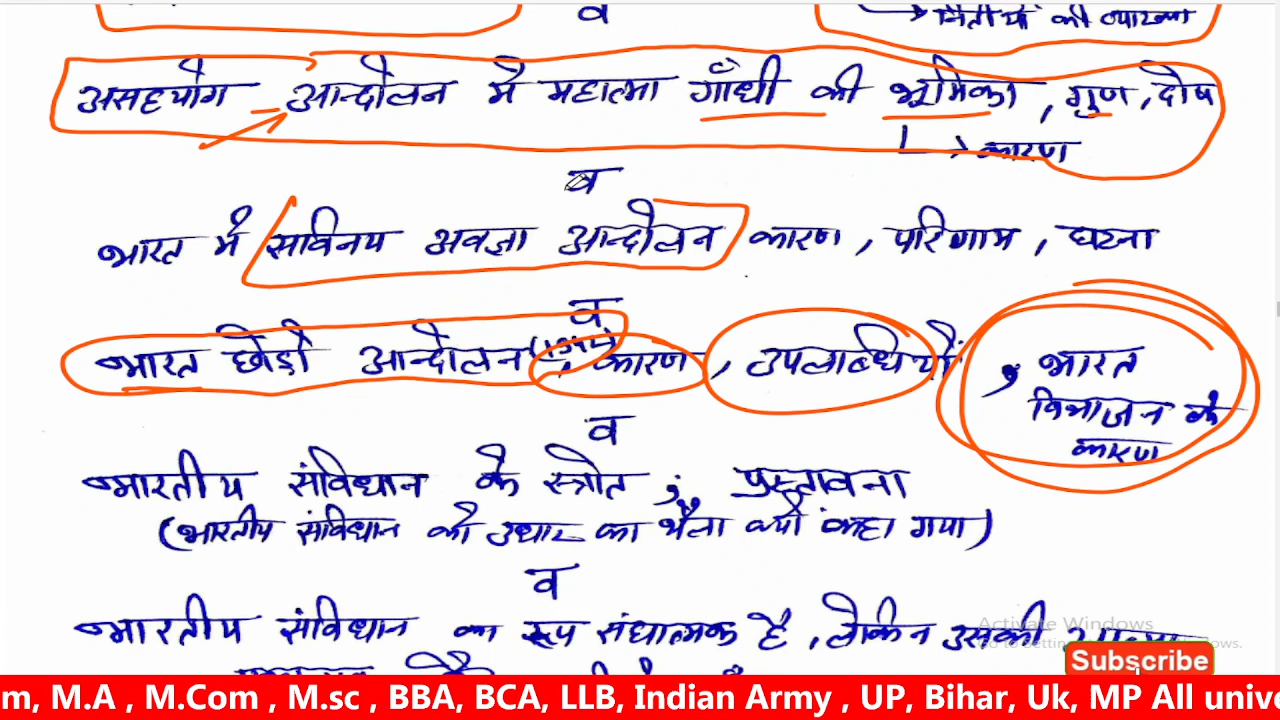 व
नीतियों की व्याख्या
असहयोग आन्दोलन में महात्मा गाँधी की भूमिका, गुण, दोष
↳ कारण
व
भारत में सविनय अवज्ञा आन्दोलन कारण, परिणाम, घटना
व
भारत छोडो आन्दोलन (1942), कारण, उपलब्धियाँ ; भारत
विभाजन के
कारण
व
भारतीय संविधान के स्त्रोत ; प्रस्तावना
(भारतीय संविधान को उधार का थैला क्यों कहा गया)
व
भारतीय संविधान का रूप संघात्मक है, लेकिन उसकी
Activate Windows
Subscribe
m, M.A , M.Com , M.sc , BBA, BCA, LLB, Indian Army , UP, Bihar, Uk, MP All unive